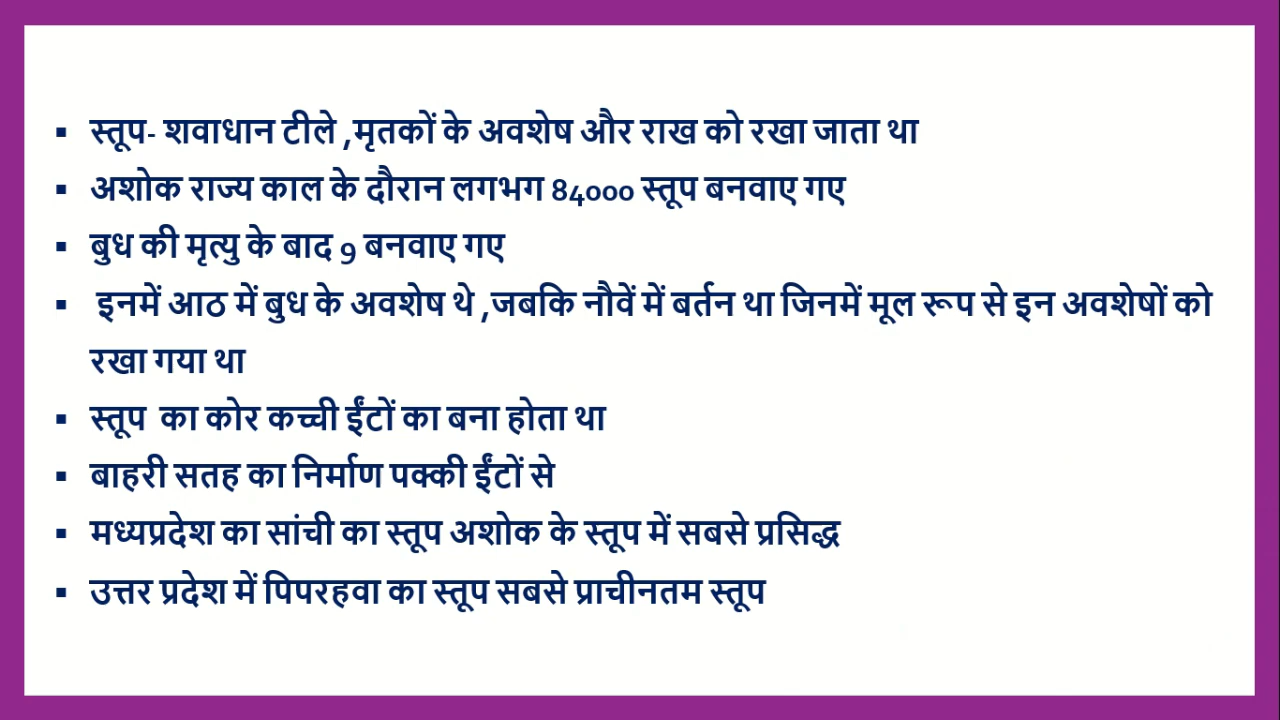 ▪ स्तूप- शवाधान टीले ,मृतकों के अवशेष और राख को रखा जाता था
▪ अशोक राज्य काल के दौरान लगभग 84000 स्तूप बनवाए गए
▪ बुध की मृत्यु के बाद 9 बनवाए गए
▪ इनमें आठ में बुध के अवशेष थे ,जबकि नौवें में बर्तन था जिनमें मूल रूप से इन अवशेषों को
रखा गया था
▪ स्तूप का कोर कच्ची ईंटों का बना होता था
▪ बाहरी सतह का निर्माण पक्की ईंटों से
▪ मध्यप्रदेश का सांची का स्तूप अशोक के स्तूप में सबसे प्रसिद्ध
▪ उत्तर प्रदेश में पिपरहवा का स्तूप सबसे प्राचीनतम स्तूप